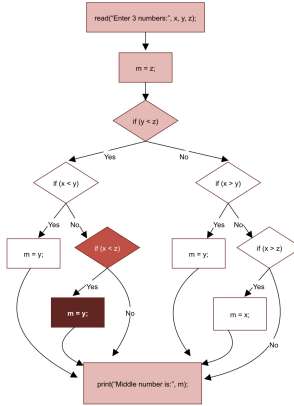 read("Enter 3 numbers:", x, y, z);
m = z;
if (y < z)
Yes
No
if (x < y)
if (x > y)
Yes
No
Yes
No
m = y;
if (x < z)
m = y;
if (x > z)
Yes
No
Yes
No
m = y;
m = x;
print("Middle number is:", m);